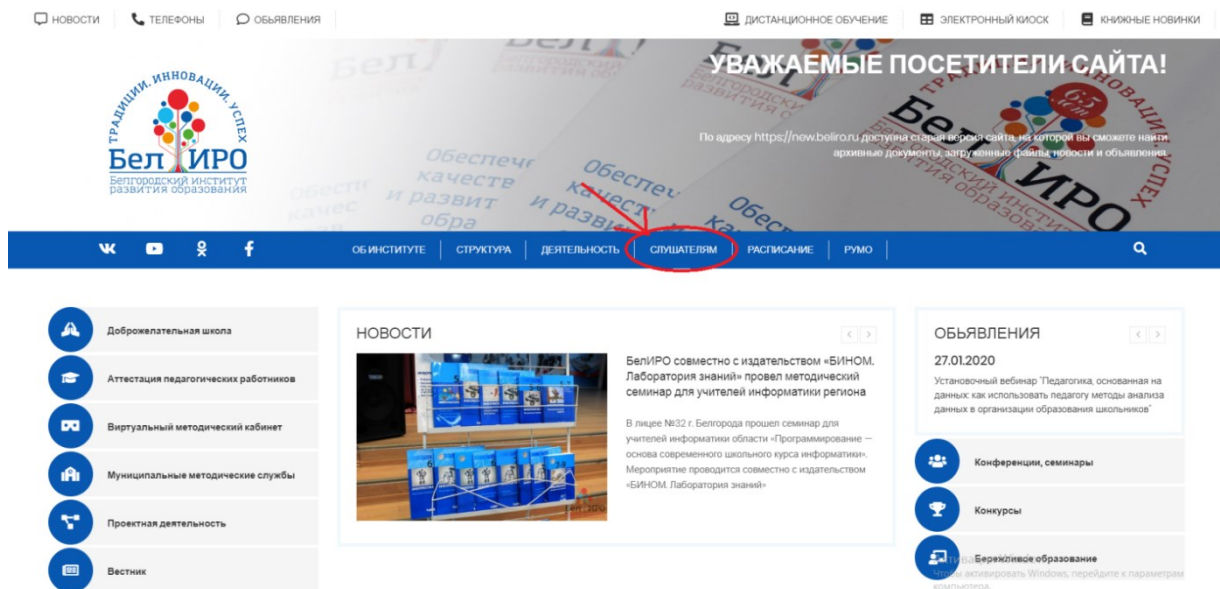 НОВОСТИ
ТЕЛЕФОНЫ
ОБЬЯВЛЕНИЯ
ДИСТАНЦИОННОЕ ОБУЧЕНИЕ
ЭЛЕКТРОННЫЙ КИОСК
КНИЖНЫЕ НОВИНКИ
ТРАДИЦИИ, ИННОВАЦИИ, УСПЕХ
Бел ИРО
Белгородский институт
развития образования
УВАЖАЕМЫЕ ПОСЕТИТЕЛИ САЙТА!
По адресу https://new.beliro.ru доступна старая версия сайта, на которой вы сможете найти
архивные документы, загруженные файлы, новости и объявления.
65
лет
ОБ ИНСТИТУТЕ
СТРУКТУРА
ДЕЯТЕЛЬНОСТЬ
СЛУШАТЕЛЯМ
РАСПИСАНИЕ
РУМО
Доброжелательная школа
Аттестация педагогических работников
Виртуальный методический кабинет
Муниципальные методические службы
Проектная деятельность
Вестник
НОВОСТИ
БелИРО совместно с издательством «БИНОМ.
Лаборатория знаний» провел методический
семинар для учителей информатики региона
В лицее №32 г. Белгорода прошел семинар для
учителей информатики области «Программирование —
основа современного школьного курса информатики».
Мероприятие проводится совместно с издательством
«БИНОМ. Лаборатория знаний»
ОБЬЯВЛЕНИЯ
27.01.2020
Установочный вебинар "Педагогика, основанная на
данных: как использовать педагогу методы анализа
данных в организации образования школьников"
Конференции, семинары
Конкурсы
Бережливое образование
Чтобы активировать Windows, перейдите к параметрам
компьютера.